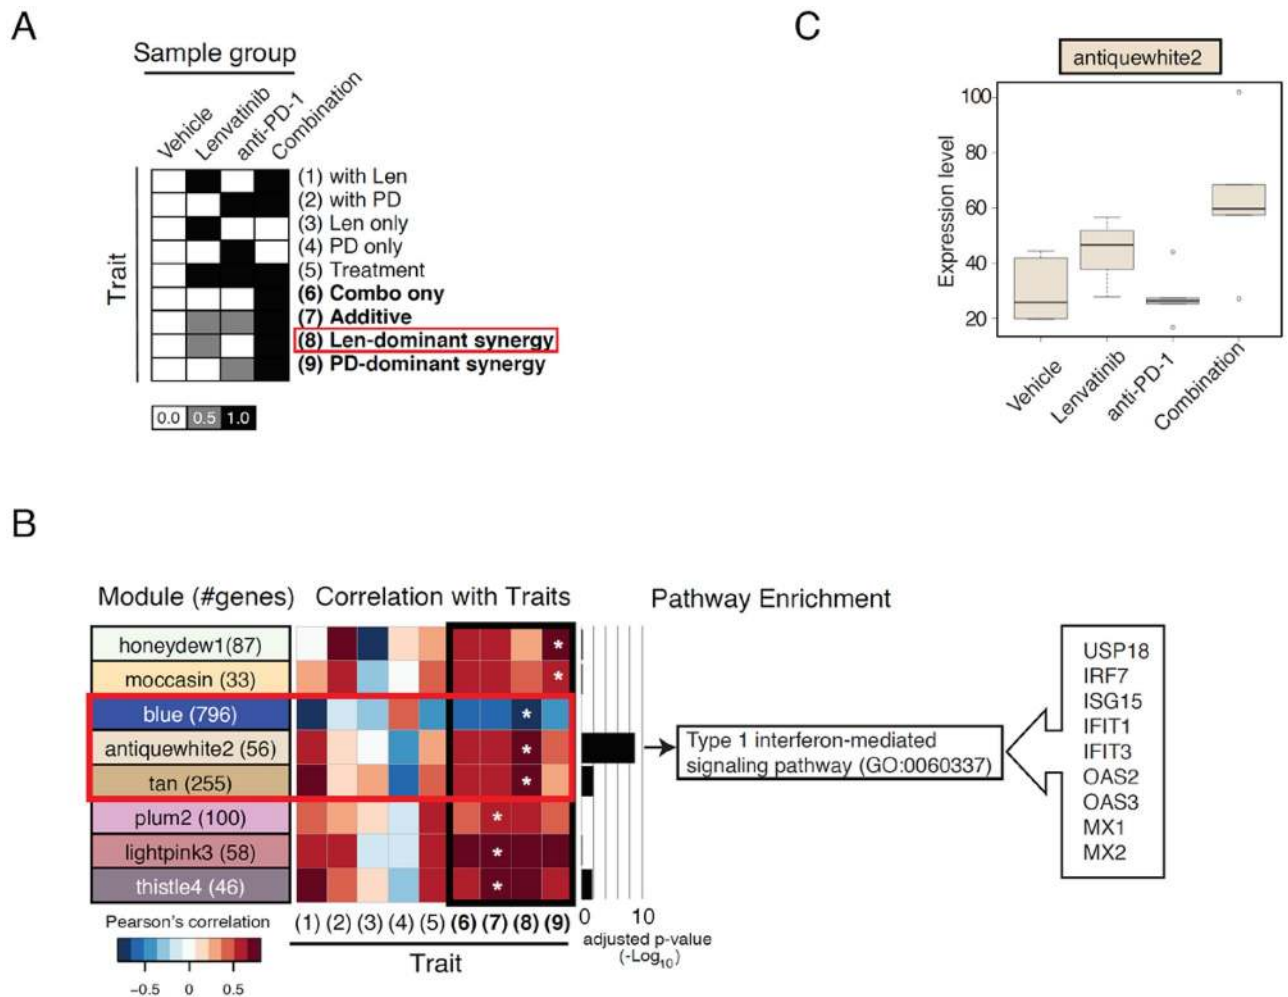 A
Sample group
Vehicle
Lenvatinib
anti-PD-1
Combination
Trait
(1) with Len
(2) with PD
(3) Len only
(4) PD only
(5) Treatment
(6) Combo ony
(7) Additive
(8) Len-dominant synergy
(9) PD-dominant synergy
0.0 0.5 1.0
C
antiquewhite2
Expression level
100
80
60
40
20
Vehicle
Lenvatinib
anti-PD-1
Combination
B
Module (#genes) Correlation with Traits Pathway Enrichment
honeydew1(87)
moccasin (33)
blue (796)
antiquewhite2 (56)
tan (255)
plum2 (100)
lightpink3 (58)
thistle4 (46)
*
*
*
*
*
*
*
*
Type 1 interferon-mediated
signaling pathway (GO:0060337)
USP18
IRF7
ISG15
IFIT1
IFIT3
OAS2
OAS3
MX1
MX2
Pearson's correlation
−0.5 0 0.5
(1) (2) (3) (4) (5) (6) (7) (8) (9)
Trait
0 10
adjusted p-value
(-Log10)